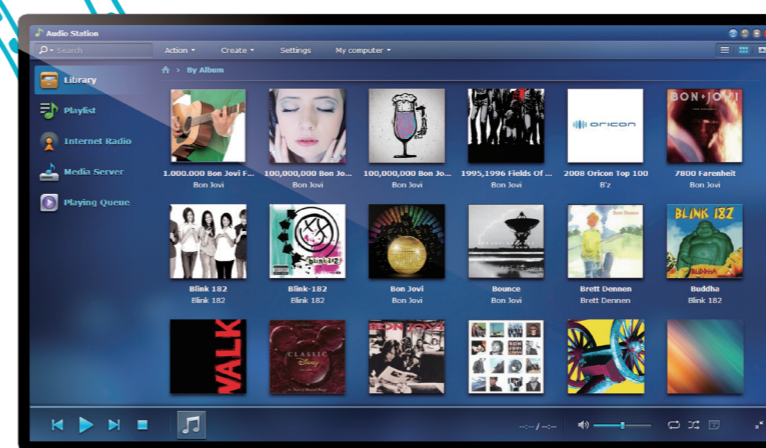 Audio Station
Search
Action
Create
Settings
My computer
Library
Playlist
Internet Radio
Media Server
Playing Queue
> By Album
BON JOVI
oricon
1.000.000 Bon Jovi F...
Bon Jovi
100,000,000 Bon Jo...
Bon Jovi
100,000,000 Bon Jo...
Bon Jovi
1995,1996 Fields Of ...
Bon Jovi
2008 Oricon Top 100
B'z
7800 Farenheit
Bon Jovi
blink-182
BLINK 182
Buddha
Blink 182
Blink 182
Blink-182
Blink 182
Bon Jovi
Bon Jovi
Bounce
Bon Jovi
Brett Dennen
Brett Dennen
Buddha
Blink 182
WALK
CLASSIC
Disney
BON JOVI
--:-- / --:--